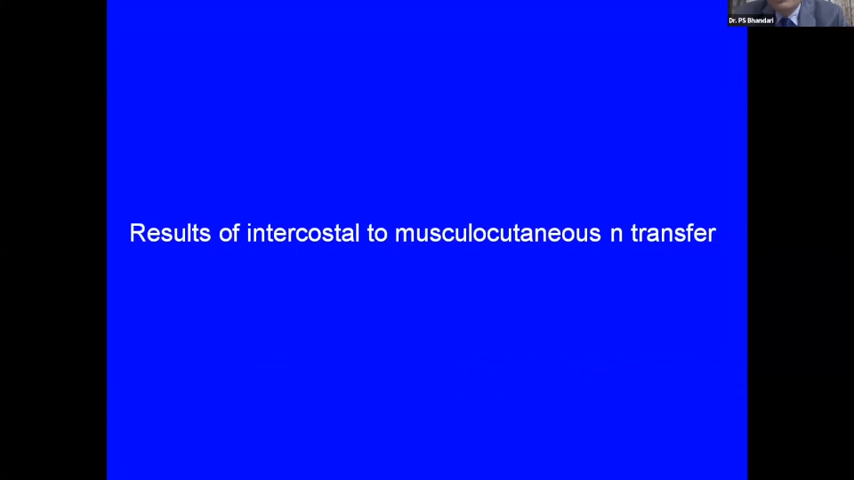 Dr. PS Bhandari
Results of intercostal to musculocutaneous n transfer